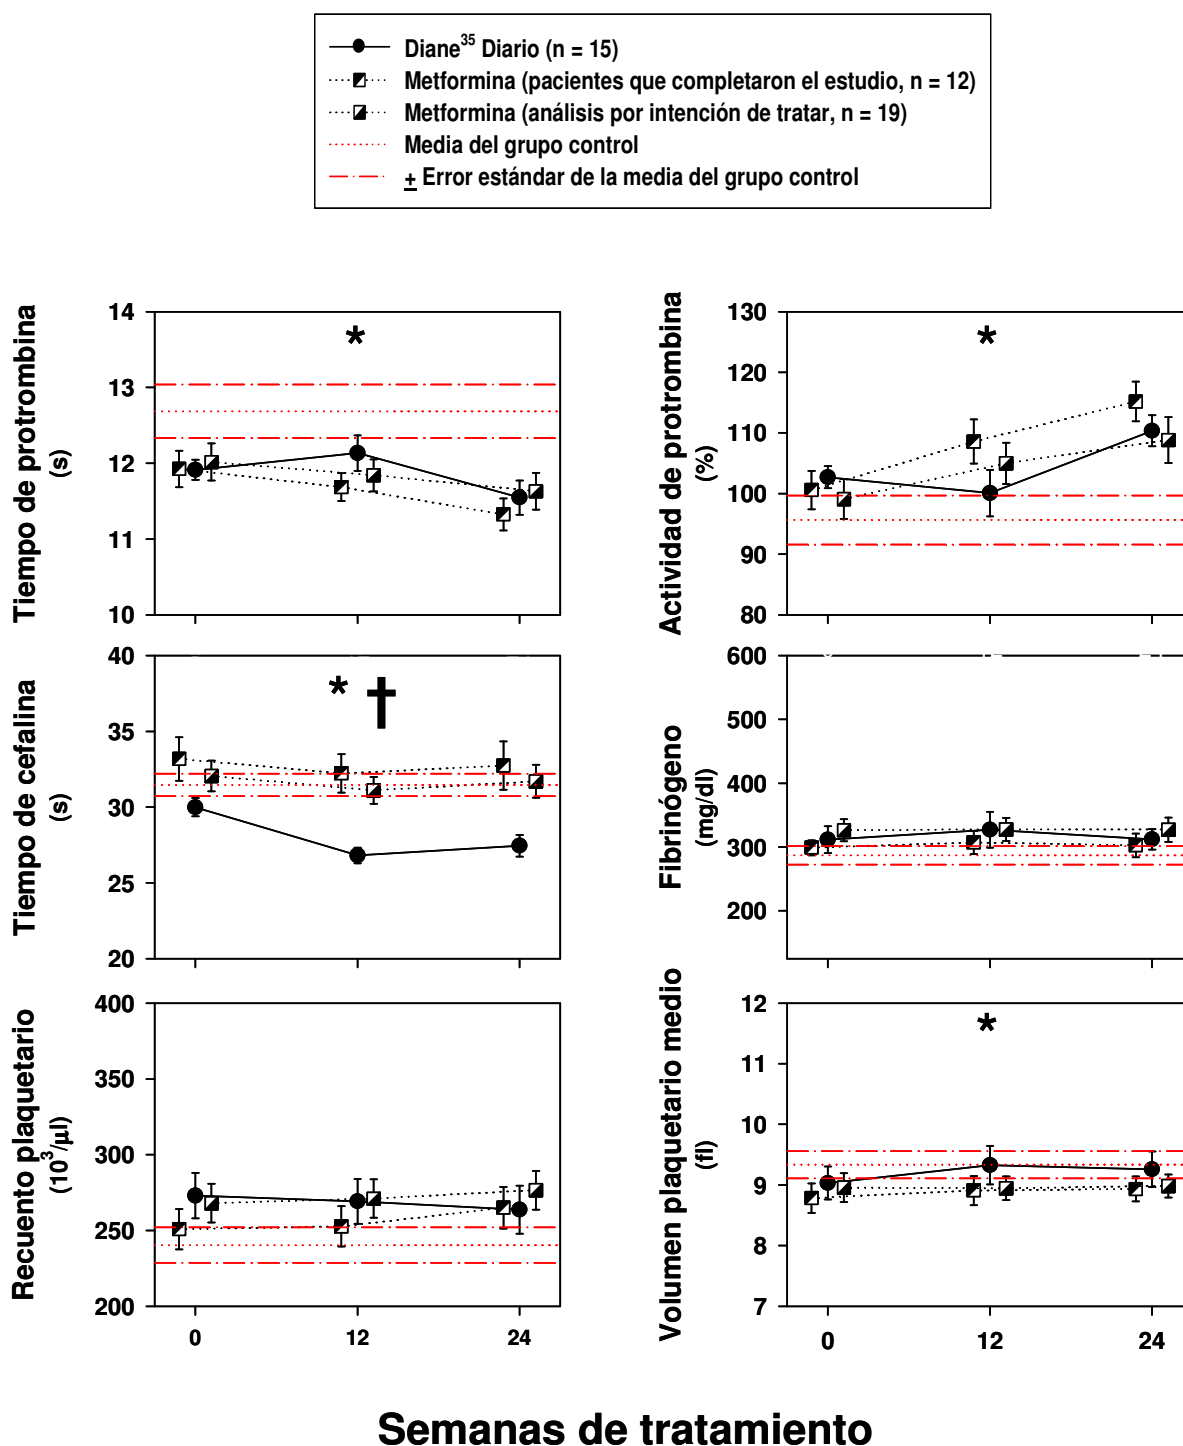 Diane³⁵ Diario (n = 15)
Metformina (pacientes que completaron el estudio, n = 12)
Metformina (análisis por intención de tratar, n = 19)
Media del grupo control
± Error estándar de la media del grupo control
Tiempo de protrombina
(s)
14
13
12
11
10
*
Actividad de protrombina
(%)
130
120
110
100
90
80
*
Tiempo de cefalina
(s)
40
35
30
25
20
* †
Fibrinógeno
(mg/dl)
600
500
400
300
200
Recuento plaquetario
(10³/µl)
400
350
300
250
200
0 12 24
Volumen plaquetario medio
(fl)
12
11
10
9
8
7
*
0 12 24
Semanas de tratamiento